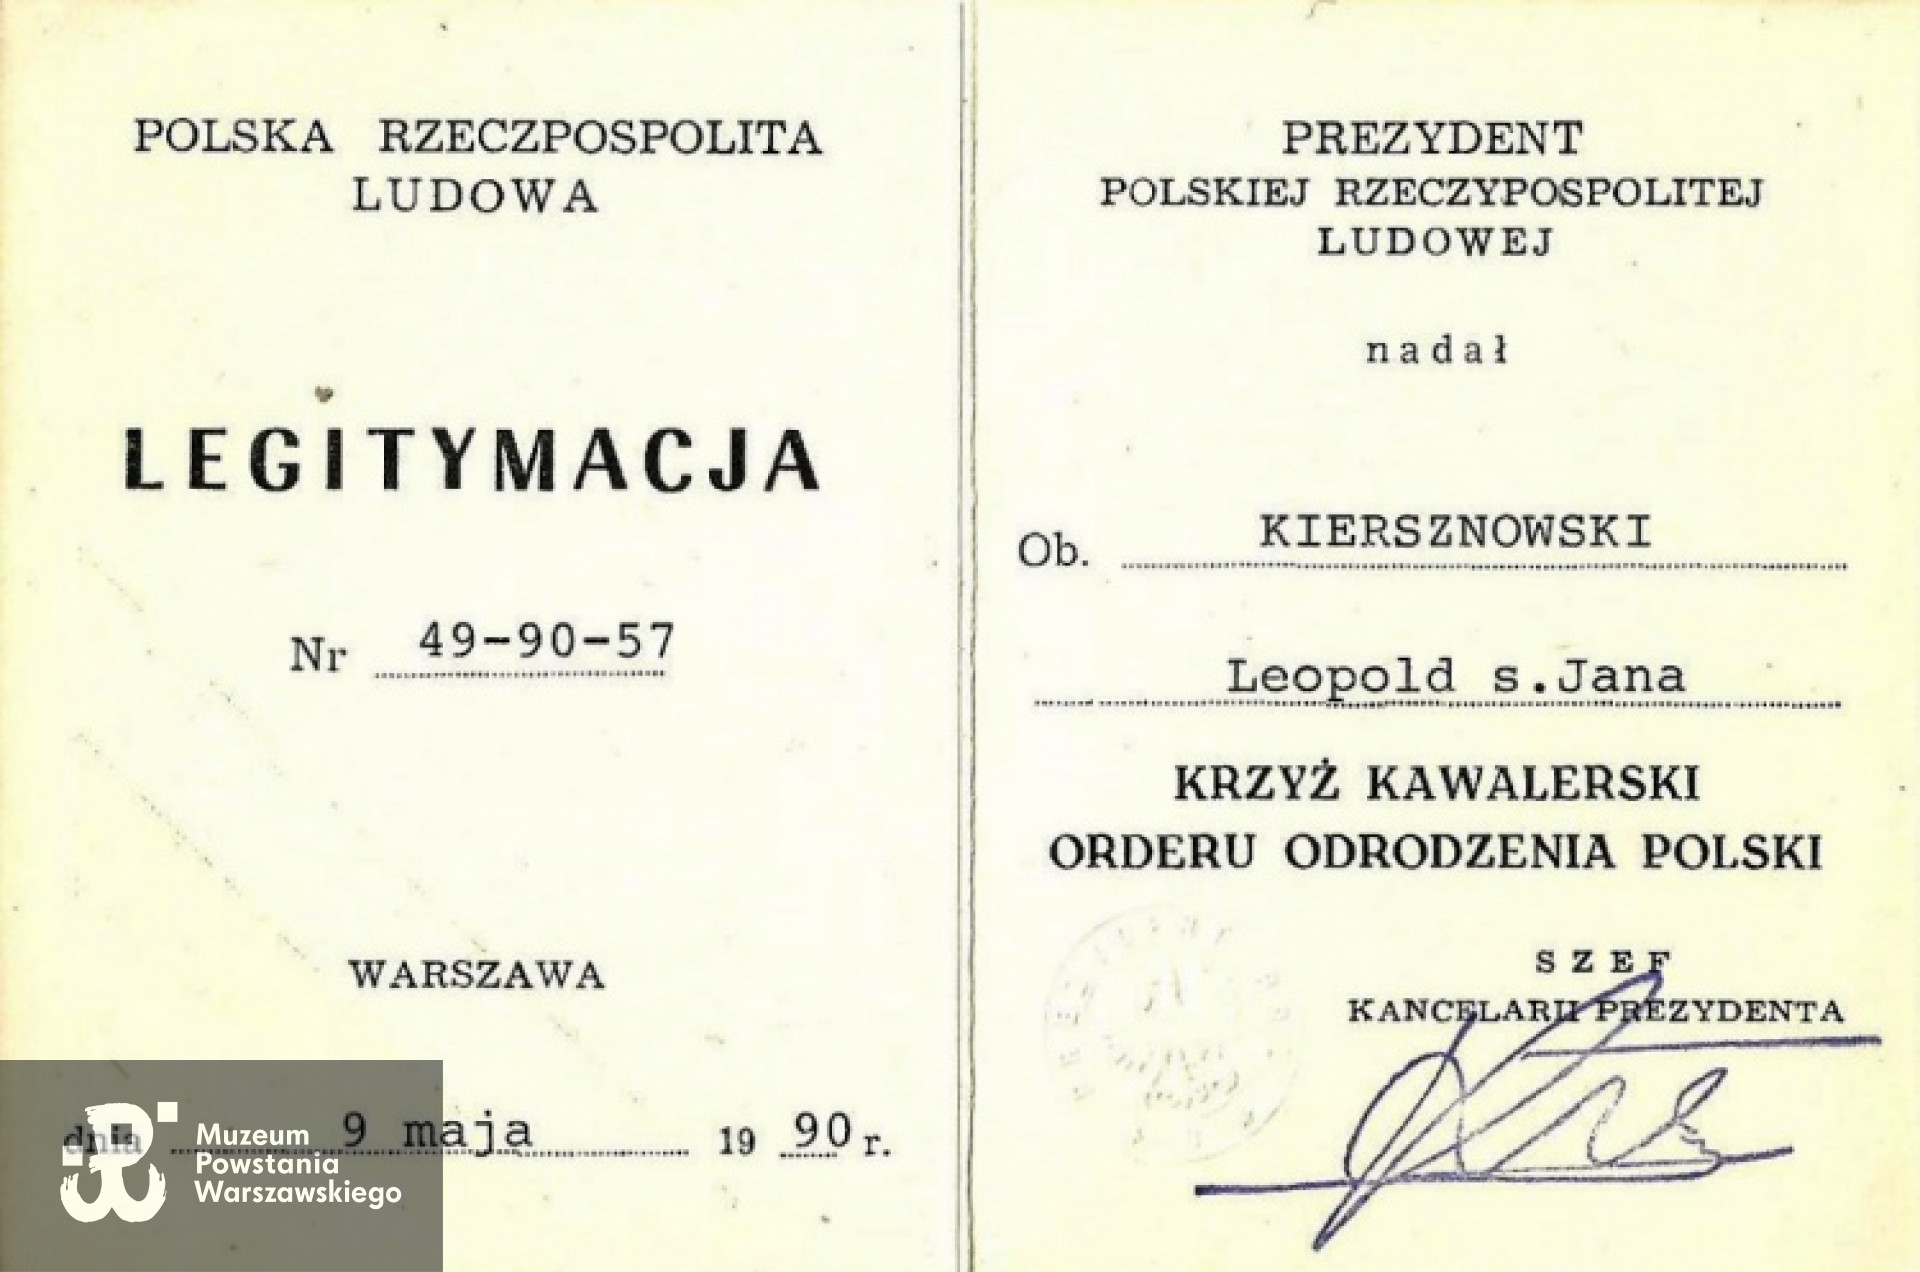 POLSKA RZECZPOSPOLITA
LUDOWA
LEGITYMACJA
Nr 49-90-57
WARSZAWA
dnia 9 maja 1990 r.
Muzeum
Powstania
Warszawskiego
PREZYDENT
POLSKIEJ RZECZYPOSPOLITEJ
LUDOWEJ
nadał
Ob. KIERSZNOWSKI
Leopold s.Jana
KRZYŻ KAWALERSKI
ORDERU ODRODZENIA POLSKI
SZEF
KANCELARII PREZYDENTA